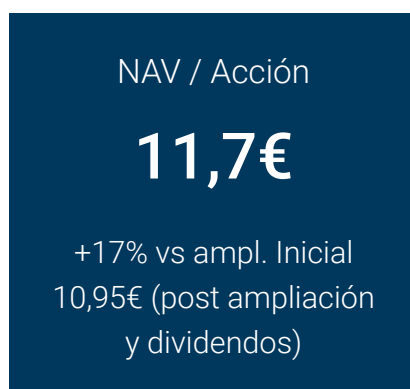 NAV / Acción
11,7€
+17% vs ampl. Inicial
10,95€ (post ampliación
y dividendos)